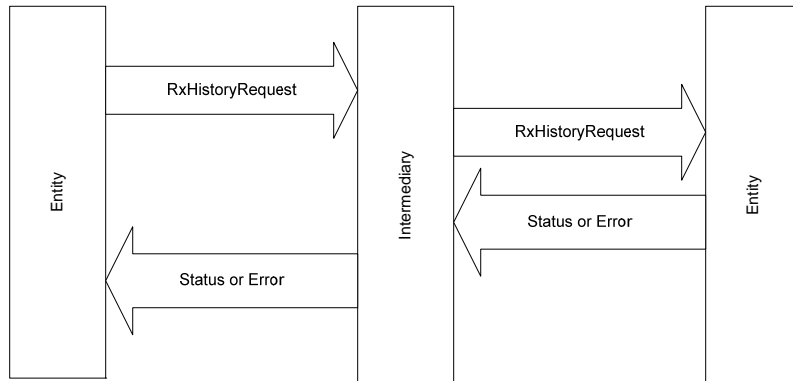 Entity
RxHistoryRequest
Intermediary
RxHistoryRequest
Entity
Status or Error
Status or Error